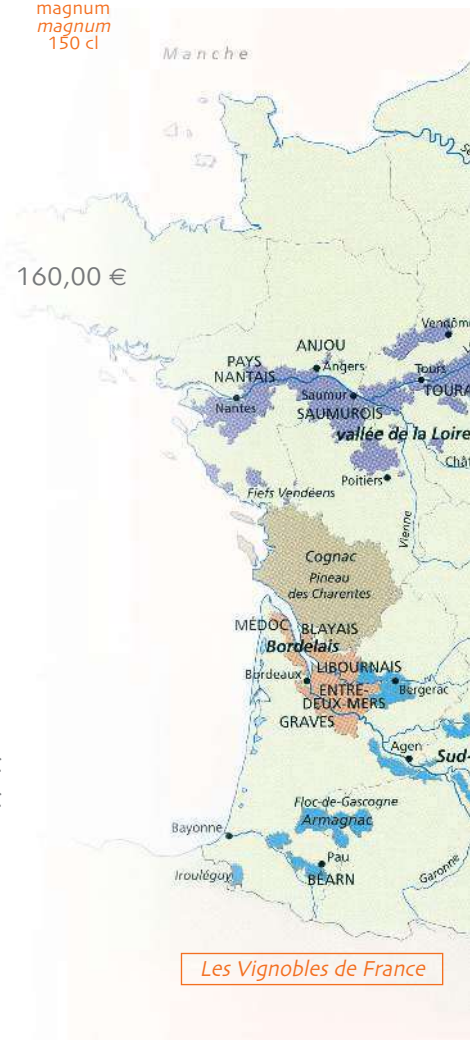 magnum
magnum
150 cl
Manche
160,00 €
Vendôm
ANJOU
Angers
PAYS
NANTAIS
Tours
TOURA
Saumur
Nantes
SAUMUROIS
vallée de la Loire
Chât
Poitiers
Fiefs Vendéens
Vienne
Cognac
Pineau
des Charentes
MÉDOC
BLAYAIS
Bordelais
LIBOURNAIS
Bordeaux
Bergerac
ENTRE-
DEUX-MERS
GRAVES
Agen
Sud-
Floc-de-Gascogne
Armagnac
Bayonne
Pau
Irouléguy
BÉARN
Garonne
Les Vignobles de France